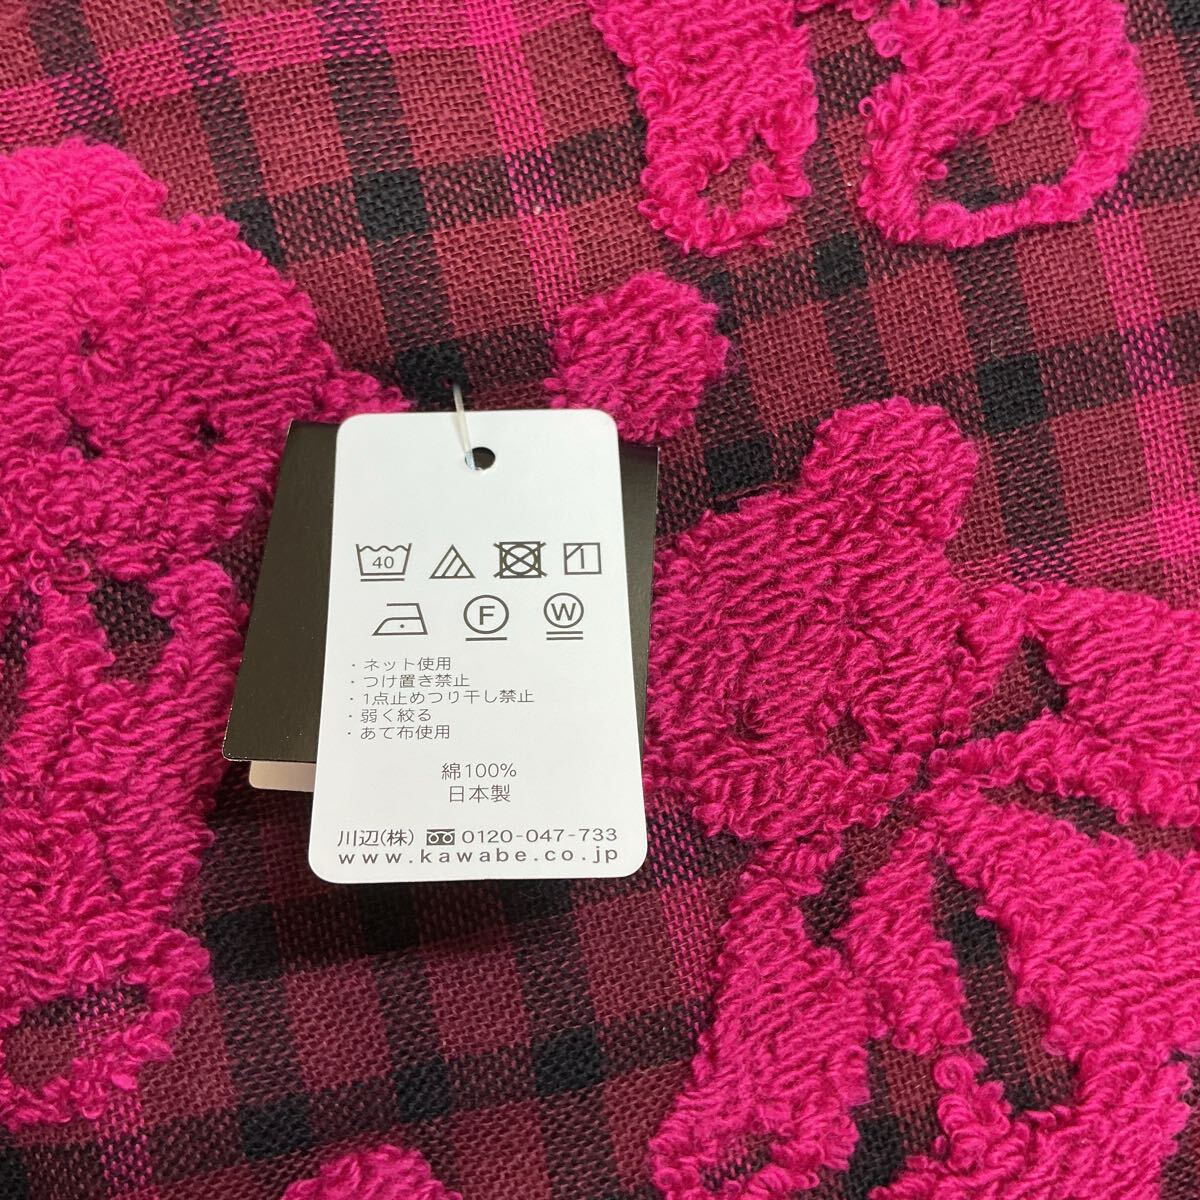 40
F W
・ネット使用
・つけ置き禁止
・1点止めつり干し禁止
・弱く絞る
・あて布使用
綿100%
日本製
川辺(株) 0120-047-733
www.kawabe.co.jp